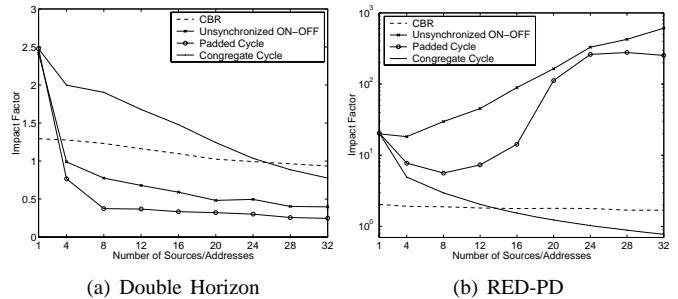 3
2.5
2
1.5
1
0.5
0
Impact Factor
CBR
Unsynchronized ON−OFF
Padded Cycle
Congregate Cycle
1 4 8 12 16 20 24 28 32
Number of Sources/Addresses
(a) Double Horizon
10^3
10^2
10^1
10^0
Impact Factor
CBR
Unsynchronized ON−OFF
Padded Cycle
Congregate Cycle
1 4 8 12 16 20 24 28 32
Number of Sources/Addresses
(b) RED-PD